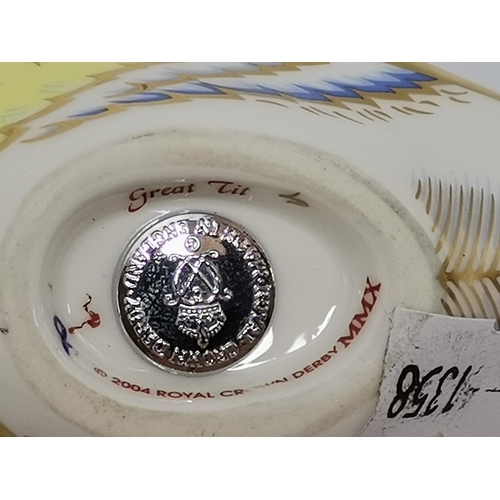 Great Tit
ROYAL CROWN DERBY. MADE IN ENGLAND.
© 2004 ROYAL CROWN DERBY MMX
-1358